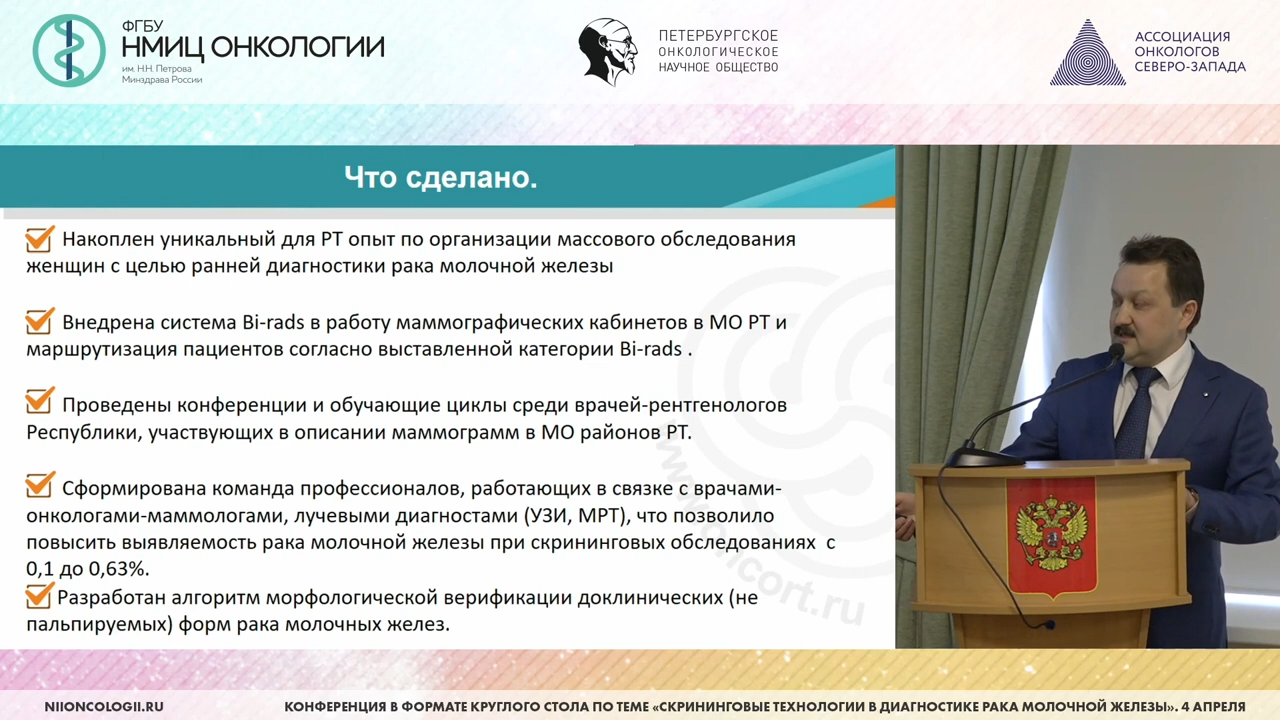 ФГБУ
НМИЦ ОНКОЛОГИИ
им. Н.Н. Петрова
Минздрава России
ПЕТЕРБУРГСКОЕ
ОНКОЛОГИЧЕСКОЕ
НАУЧНОЕ ОБЩЕСТВО
АССОЦИАЦИЯ
ОНКОЛОГОВ
СЕВЕРО-ЗАПАДА
Что сделано.
Накоплен уникальный для РТ опыт по организации массового обследования
женщин с целью ранней диагностики рака молочной железы
Внедрена система Bi-rads в работу маммографических кабинетов в МО РТ и
маршрутизация пациентов согласно выставленной категории Bi-rads .
Проведены конференции и обучающие циклы среди врачей-рентгенологов
Республики, участвующих в описании маммограмм в МО районов РТ.
Сформирована команда профессионалов, работающих в связке с врачами-
онкологами-маммологами, лучевыми диагностами (УЗИ, МРТ), что позволило
повысить выявляемость рака молочной железы при скрининговых обследованиях с
0,1 до 0,63%.
Разработан алгоритм морфологической верификации доклинических (не
пальпируемых) форм рака молочных желез.
www.oncort.ru
NIIONCOLOGII.RU
КОНФЕРЕНЦИЯ В ФОРМАТЕ КРУГЛОГО СТОЛА ПО ТЕМЕ «СКРИНИНГОВЫЕ ТЕХНОЛОГИИ В ДИАГНОСТИКЕ РАКА МОЛОЧНОЙ ЖЕЛЕЗЫ». 4 АПРЕЛЯ